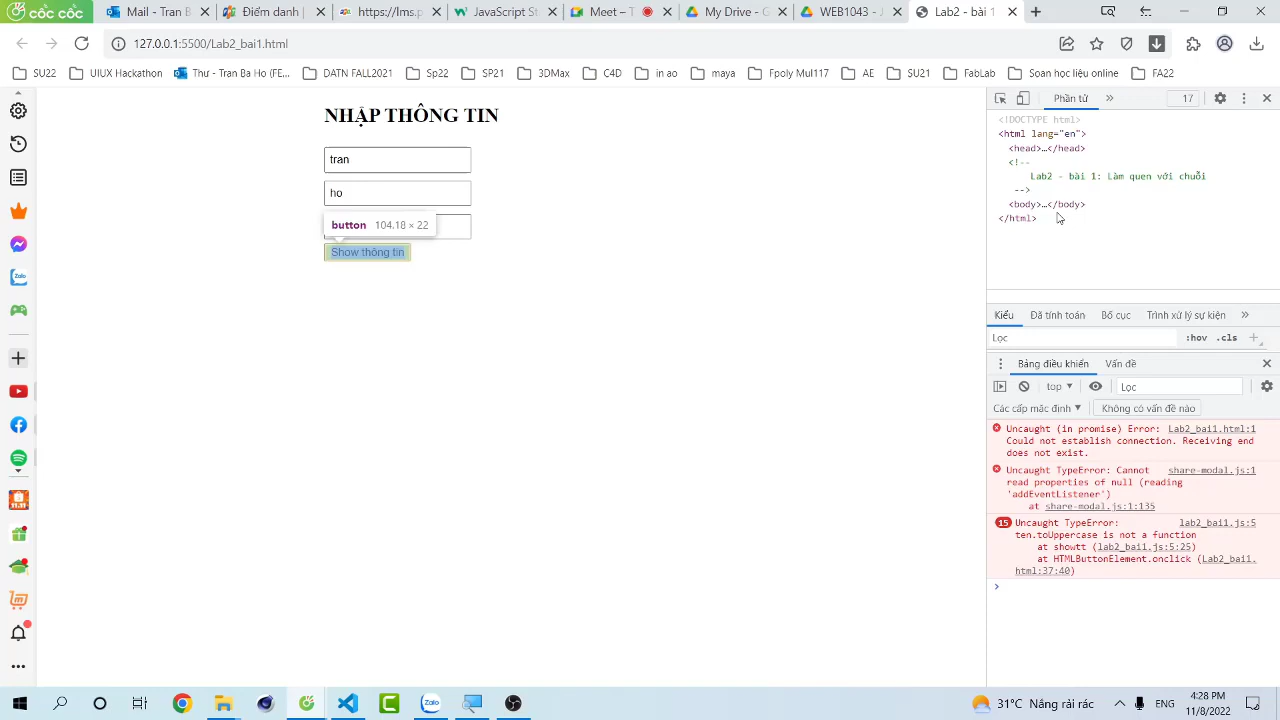 cốc cốc
Mail - Tran B
Điểm danh
https://lms.p
JavaScript St
Meet – T
My Drive - G
WEB1043 - J
Lab2 - bài 1
127.0.0.1:5500/Lab2_bai1.html
SU22
UIUX Hackathon
Thư - Tran Ba Ho (FE...
DATN FALL2021
Sp22
SP21
3DMax
C4D
in ao
maya
Fpoly Mul117
AE
SU21
FabLab
Soạn học liệu online
FA22
NHẬP THÔNG TIN
tran
ho
button 104.18 × 22
Show thông tin
Phần tử
17
<!DOCTYPE html>
<html lang="en">
<head>…</head>
<!--
Lab2 - bài 1: Làm quen với chuỗi
-->
<body>…</body>
</html>
Kiểu
Đã tính toán
Bố cục
Trình xử lý sự kiện
Lọc
:hov .cls
Bảng điều khiển
Vấn đề
top
Lọc
Các cấp mặc định
Không có vấn đề nào
Uncaught (in promise) Error: Lab2_bai1.html:1
Could not establish connection. Receiving end
does not exist.
Uncaught TypeError: Cannot share-modal.js:1
read properties of null (reading
'addEventListener')
at share-modal.js:1:135
15 Uncaught TypeError: lab2_bai1.js:5
ten.toUppercase is not a function
at showtt (lab2_bai1.js:5:25)
at HTMLButtonElement.onclick (Lab2_bai1.
html:37:40)
Zalo
11.11
Zalo
31°C Nắng rải rác
ENG
4:28 PM
11/8/2022